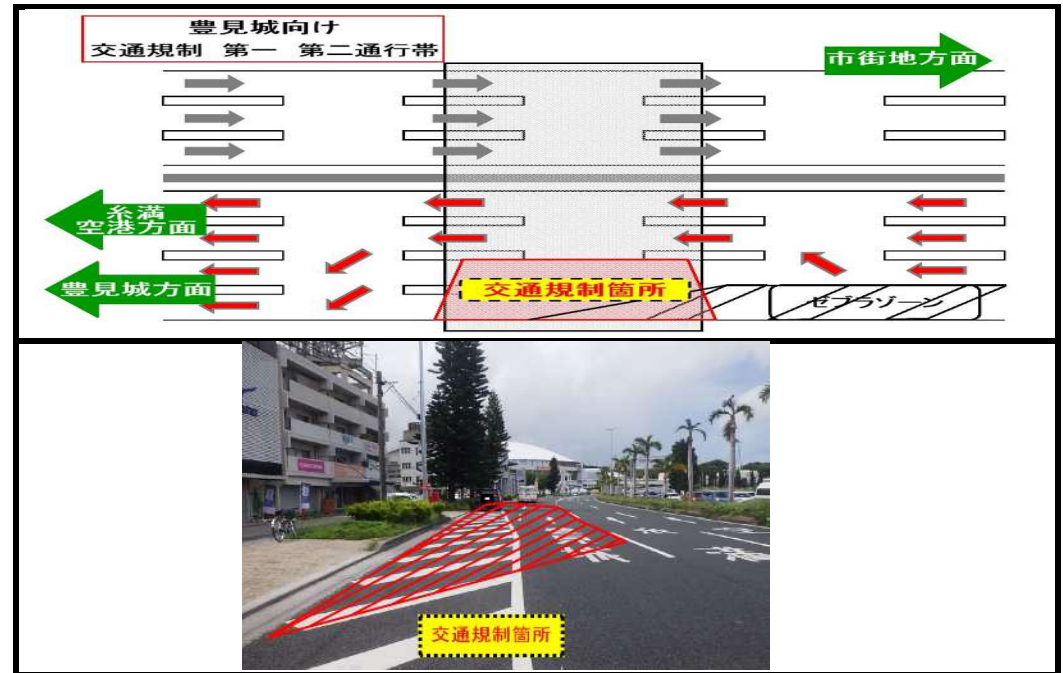 豊見城向け
交通規制 第一 第二通行帯
市街地方面
糸満
空港方面
豊見城方面
交通規制箇所
ゼブラゾーン
交通規制箇所